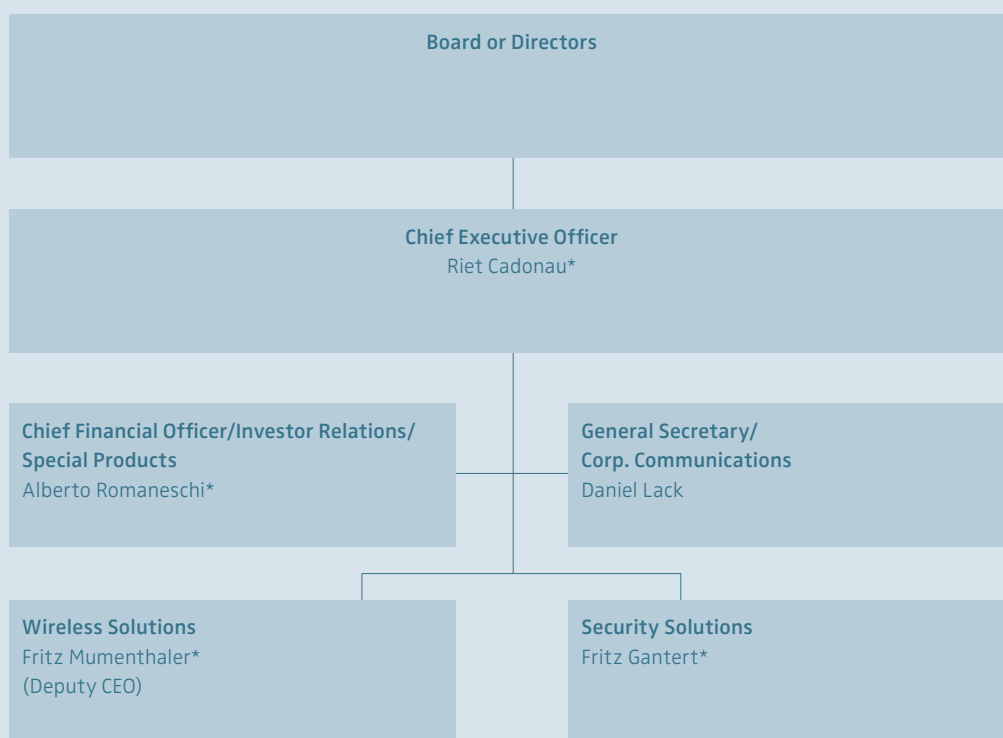 Board or Directors
Chief Executive Officer
Riet Cadonau*
Chief Financial Officer/Investor Relations/
Special Products
Alberto Romaneschi*
General Secretary/
Corp. Communications
Daniel Lack
Wireless Solutions
Fritz Mumenthaler*
(Deputy CEO)
Security Solutions
Fritz Gantert*